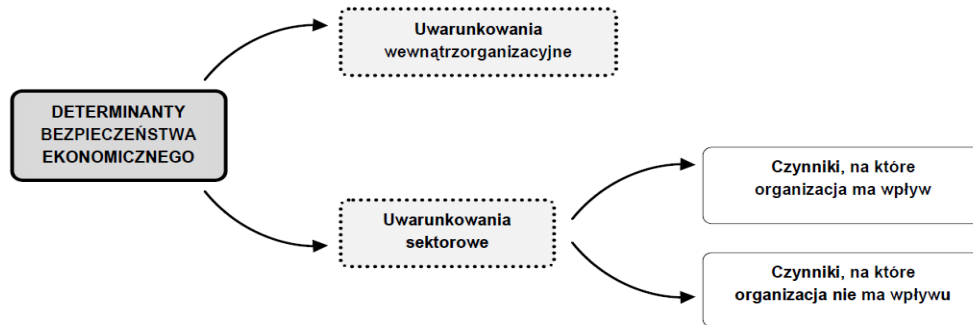 Uwarunkowania
wewnątrzorganizacyjne
DETERMINANTY
BEZPIECZEŃSTWA
EKONOMICZNEGO
Uwarunkowania
sektorowe
Czynniki, na które
organizacja ma wpływ
Czynniki, na które
organizacja nie ma wpływu